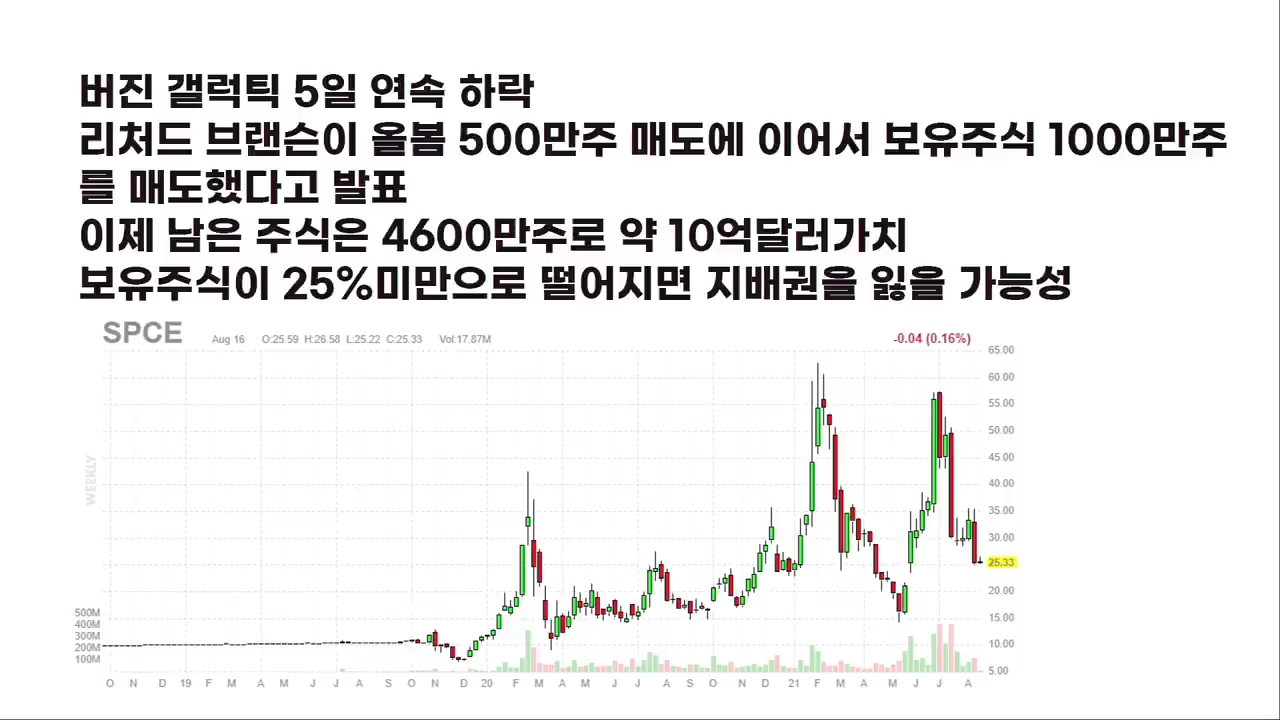 버진 갤럭틱 5일 연속 하락
리처드 브랜슨이 올봄 500만주 매도에 이어서 보유주식 1000만주
를 매도했다고 발표
이제 남은 주식은 4600만주로 약 10억달러가치
보유주식이 25%미만으로 떨어지면 지배권을 잃을 가능성
SPCE Aug 16 O:25.59 H:26.58 L:25.22 C:25.33 Vol:17.87M -0.04 (0.16%)
65.00
60.00
55.00
50.00
45.00
40.00
35.00
30.00
25.33
20.00
15.00
10.00
5.00
WEEKLY
500M
400M
300M
200M
100M
O N D 19 F M A M J J A S O N D 20 F M A M J J A S O N D 21 F M A M J J A